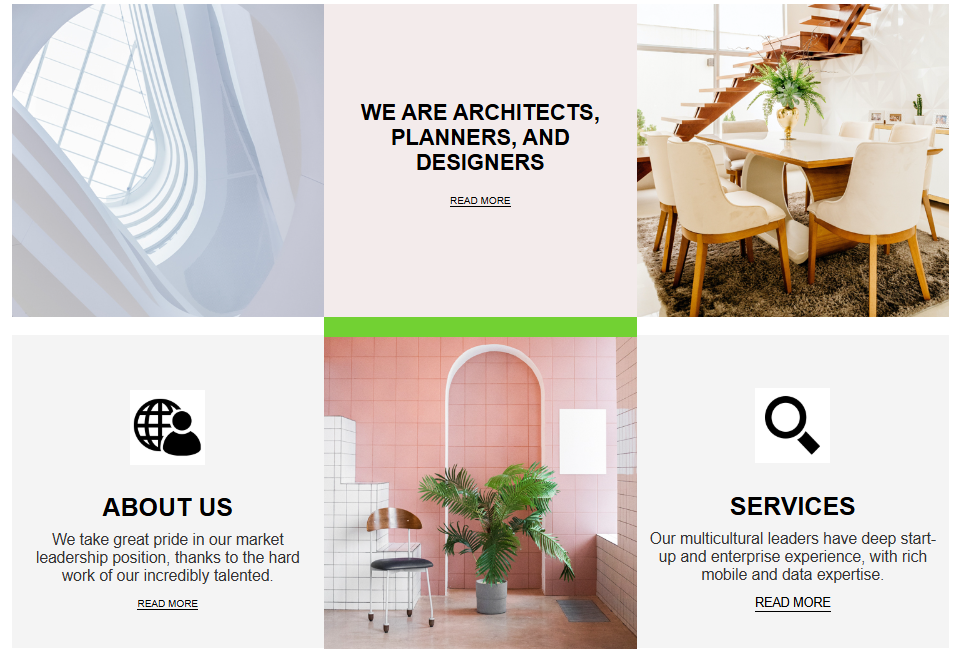 WE ARE ARCHITECTS,
PLANNERS, AND
DESIGNERS
READ MORE
ABOUT US
We take great pride in our market
leadership position, thanks to the hard
work of our incredibly talented.
READ MORE
SERVICES
Our multicultural leaders have deep start-
up and enterprise experience, with rich
mobile and data expertise.
READ MORE